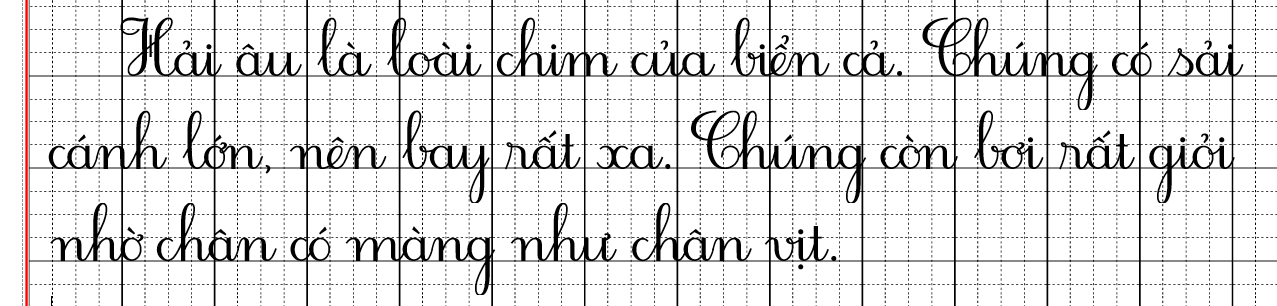 Hải âu là loài chim của biển cả. Chúng có sải
cánh lớn, nên bay rất xa. Chúng còn bơi rất giỏi
nhờ chân có màng như chân vịt.